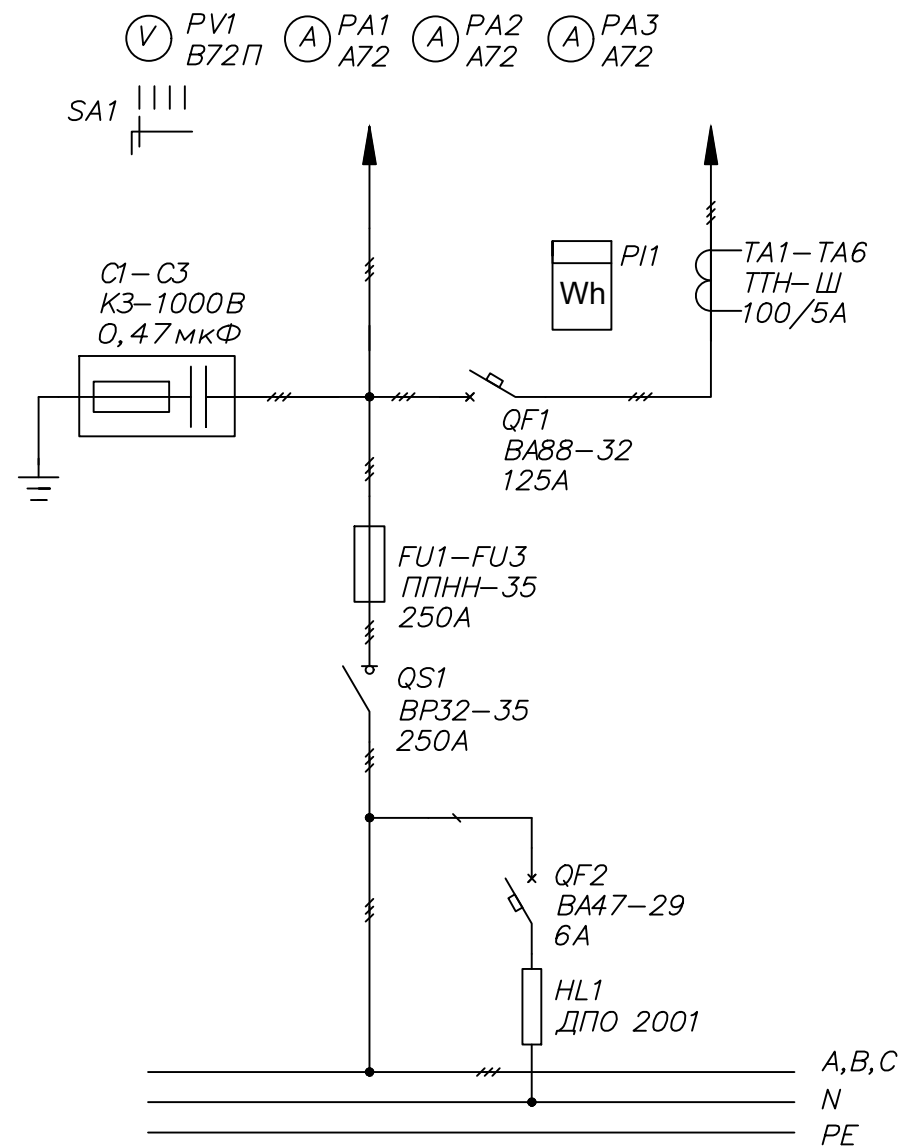 V
PV1
В72П
A
PA1
A72
A
PA2
A72
A
PA3
A72
SA1
C1-C3
КЗ-1000В
0,47мкФ
PI1
Wh
TA1-TA6
ТТН-Ш
100/5А
QF1
ВА88-32
125А
FU1-FU3
ППНН-35
250А
QS1
ВР32-35
250А
QF2
ВА47-29
6А
HL1
ДПО 2001
A,B,C
N
PE